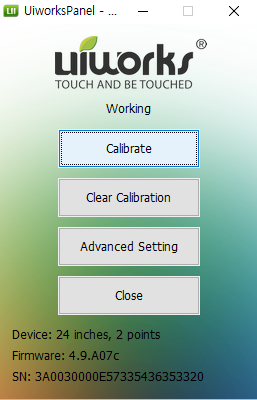 UiworksPanel - ...
uiworks®
TOUCH AND BE TOUCHED
Working
Calibrate
Clear Calibration
Advanced Setting
Close
Device: 24 inches, 2 points
Firmware: 4.9.A07c
SN: 3A0030000E57335436353320